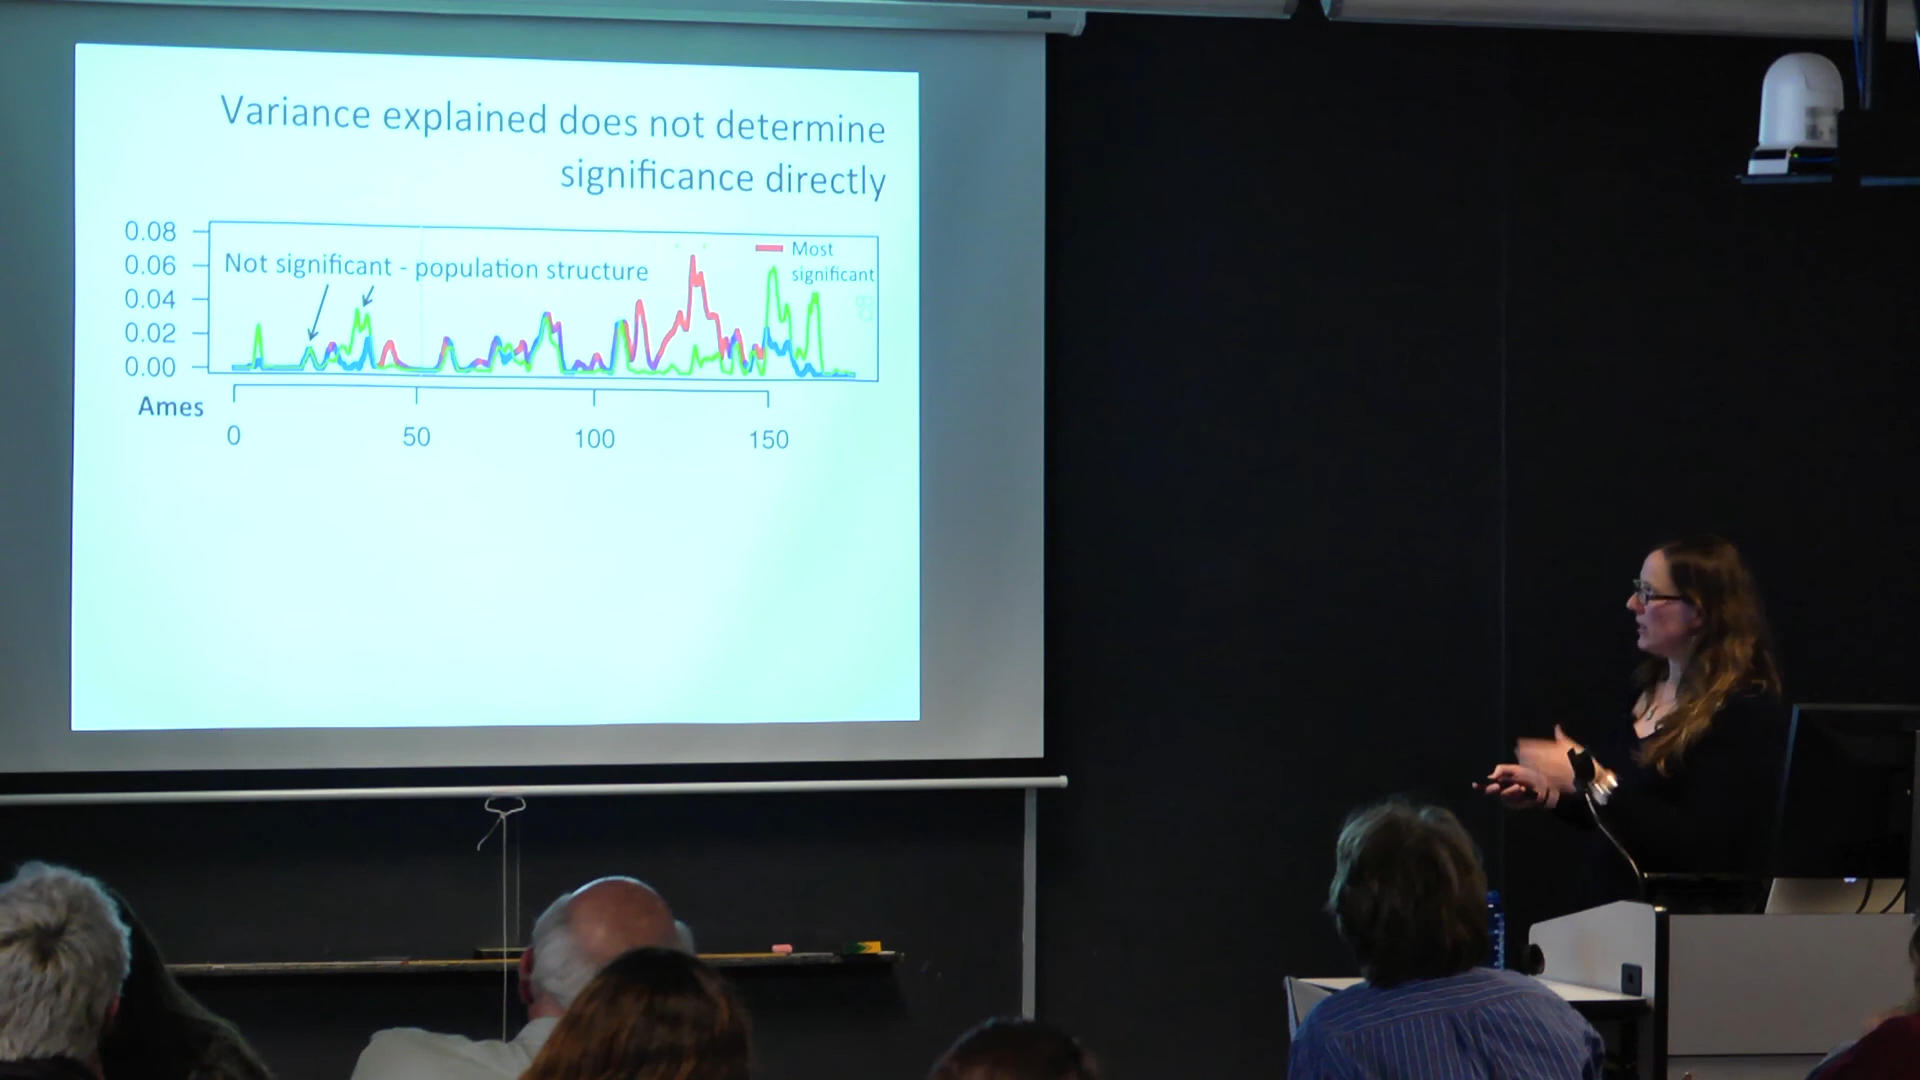 Variance explained does not determine
significance directly
0.08
0.06
0.04
0.02
0.00
Not significant - population structure
Most
significant
Ames
0
50
100
150